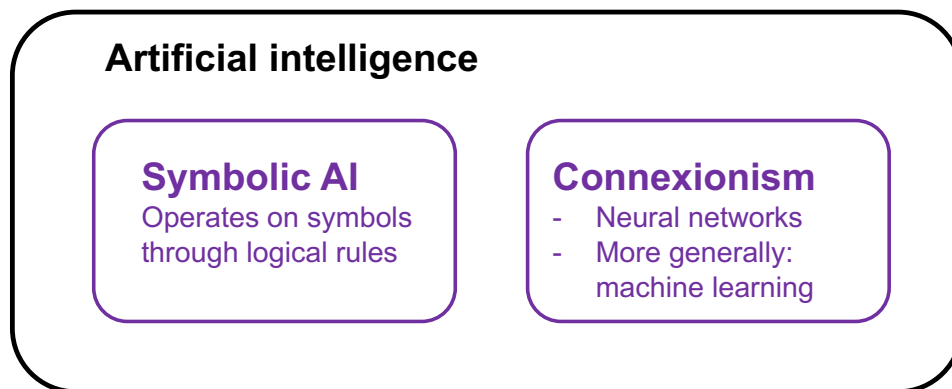 Artificial intelligence
Symbolic AI
Operates on symbols
through logical rules
Connexionism
- Neural networks
- More generally:
machine learning